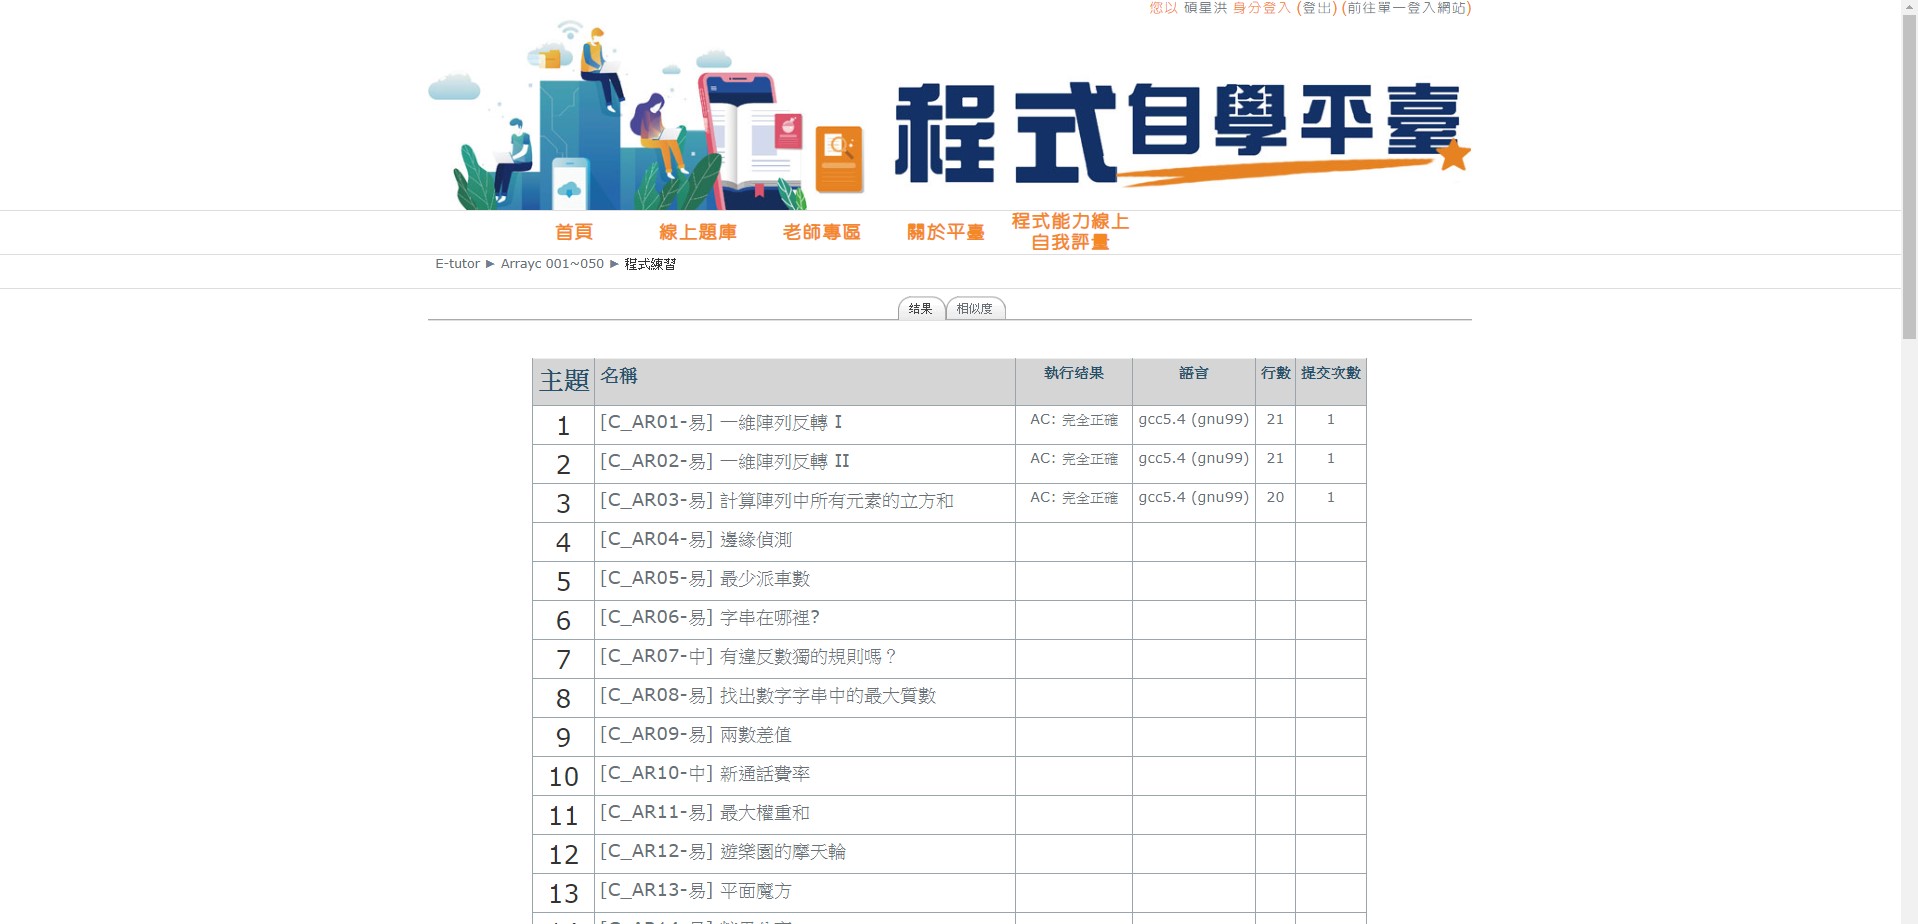 您以 碩星洪 身分登入 (登出) (前往單一登入網站)
程式自學平臺
首頁
線上題庫
老師專區
關於平臺
程式能力線上
自我評量
E-tutor ► Arrayc 001~050 ► 程式練習
结果
相似度
主題 名稱 執行结果 語言 行數 提交次數
1 [C_AR01-易] 一維陣列反轉 I AC: 完全正確 gcc5.4 (gnu99) 21 1
2 [C_AR02-易] 一維陣列反轉 II AC: 完全正確 gcc5.4 (gnu99) 21 1
3 [C_AR03-易] 計算陣列中所有元素的立方和 AC: 完全正確 gcc5.4 (gnu99) 20 1
4 [C_AR04-易] 邊緣偵測
5 [C_AR05-易] 最少派車數
6 [C_AR06-易] 字串在哪裡?
7 [C_AR07-中] 有違反數獨的規則嗎？
8 [C_AR08-易] 找出數字字串中的最大質數
9 [C_AR09-易] 兩數差值
10 [C_AR10-中] 新通話費率
11 [C_AR11-易] 最大權重和
12 [C_AR12-易] 遊樂園的摩天輪
13 [C_AR13-易] 平面魔方